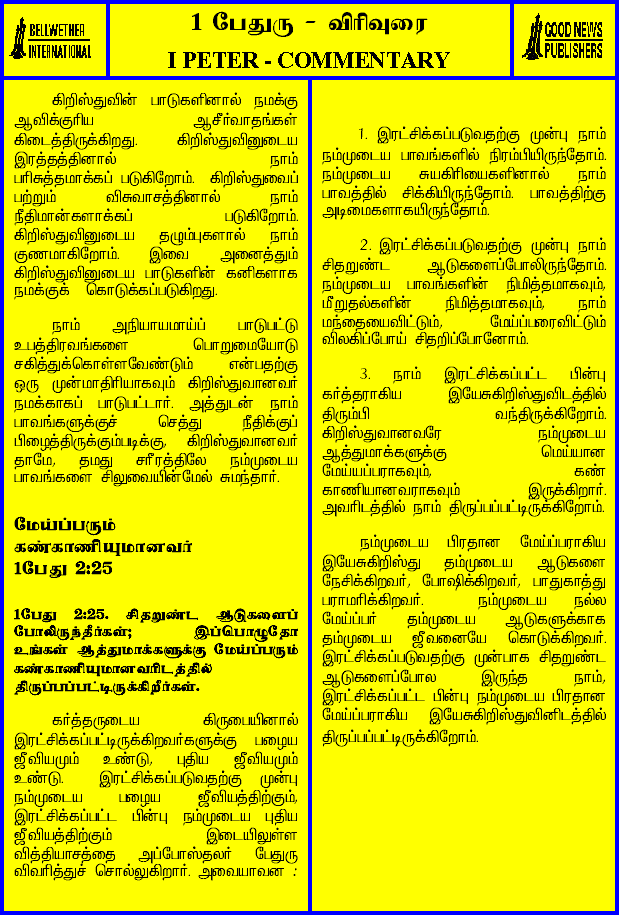 BELLWETHER
INTERNATIONAL
1 பேதுரு - விரிவுரை
I PETER - COMMENTARY
GOOD NEWS
PUBLISHERS
கிறிஸ்துவின் பாடுகளினால் நமக்கு
ஆவிக்குரிய ஆசீர்வாதங்கள்
கிடைத்திருக்கிறது. கிறிஸ்துவினுடைய
இரத்தத்தினால் நாம்
பரிசுத்தமாக்கப் படுகிறோம். கிறிஸ்துவைப்
பற்றும் விசுவாசத்தினால் நாம்
நீதிமான்களாக்கப் படுகிறோம்.
கிறிஸ்துவினுடைய தழும்புகளால் நாம்
குணமாகிறோம். இவை அனைத்தும்
கிறிஸ்துவினுடைய பாடுகளின் கனிகளாக
நமக்குக் கொடுக்கப்படுகிறது.
நாம் அநியாயமாய்ப் பாடுபட்டு
உபத்திரவங்களை பொறுமையோடு
சகித்துக்கொள்ளவேண்டும் என்பதற்கு
ஒரு முன்மாதிரியாகவும் கிறிஸ்துவானவர்
நமக்காகப் பாடுபட்டார். அத்துடன் நாம்
பாவங்களுக்குச் செத்து நீதிக்குப்
பிழைத்திருக்கும்படிக்கு, கிறிஸ்துவானவர்
தாமே, தமது சரீரத்திலே நம்முடைய
பாவங்களை சிலுவையின்மேல் சுமந்தார்.
மேய்ப்பரும்
கண்காணியுமானவர்
1பேது 2:25
1பேது 2:25. சிதறுண்ட ஆடுகளைப்
போலிருந்தீர்கள்; இப்பொழுதோ
உங்கள் ஆத்துமாக்களுக்கு மேய்ப்பரும்
கண்காணியுமானவரிடத்தில்
திருப்பப்பட்டிருக்கிறீர்கள்.
கர்த்தருடைய கிருபையினால்
இரட்சிக்கப்பட்டிருக்கிறவர்களுக்கு பழைய
ஜீவியமும் உண்டு, புதிய ஜீவியமும்
உண்டு. இரட்சிக்கப்படுவதற்கு முன்பு
நம்முடைய பழைய ஜீவியத்திற்கும்,
இரட்சிக்கப்பட்ட பின்பு நம்முடைய புதிய
ஜீவியத்திற்கும் இடையிலுள்ள
வித்தியாசத்தை அப்போஸ்தலர் பேதுரு
விவரித்துச் சொல்லுகிறார். அவையாவன :
1. இரட்சிக்கப்படுவதற்கு முன்பு நாம்
நம்முடைய பாவங்களில் நிரம்பியிருந்தோம்.
நம்முடைய சுயகிரியைகளினால் நாம்
பாவத்தில் சிக்கியிருந்தோம். பாவத்திற்கு
அடிமைகளாகயிருந்தோம்.
2. இரட்சிக்கப்படுவதற்கு முன்பு நாம்
சிதறுண்ட ஆடுகளைப்போலிருந்தோம்.
நம்முடைய பாவங்களின் நிமித்தமாகவும்,
மீறுதல்களின் நிமித்தமாகவும், நாம்
மந்தையைவிட்டும், மேய்ப்பரைவிட்டும்
விலகிப்போய் சிதறிப்போனோம்.
3. நாம் இரட்சிக்கப்பட்ட பின்பு
கர்த்தராகிய இயேசுகிறிஸ்துவிடத்தில்
திரும்பி வந்திருக்கிறோம்.
கிறிஸ்துவானவரே நம்முடைய
ஆத்துமாக்களுக்கு மெய்யான
மேய்யப்பராகவும், கண்
காணியானவராகவும் இருக்கிறார்.
அவரிடத்தில் நாம் திருப்பப்பட்டிருக்கிறோம்.
நம்முடைய பிரதான மேய்ப்பராகிய
இயேசுகிறிஸ்து தம்முடைய ஆடுகளை
நேசிக்கிறவர், போஷிக்கிறவர், பாதுகாத்து
பராமரிக்கிறவர். நம்முடைய நல்ல
மேய்ப்பர் தம்முடைய ஆடுகளுக்காக
தம்முடைய ஜீவனையே கொடுக்கிறவர்.
இரட்சிக்கப்படுவதற்கு முன்பாக சிதறுண்ட
ஆடுகளைப்போல இருந்த நாம்,
இரட்சிக்கப்பட்ட பின்பு நம்முடைய பிரதான
மேய்ப்பராகிய இயேசுகிறிஸ்துவினிடத்தில்
திருப்பப்பட்டிருக்கிறோம்.